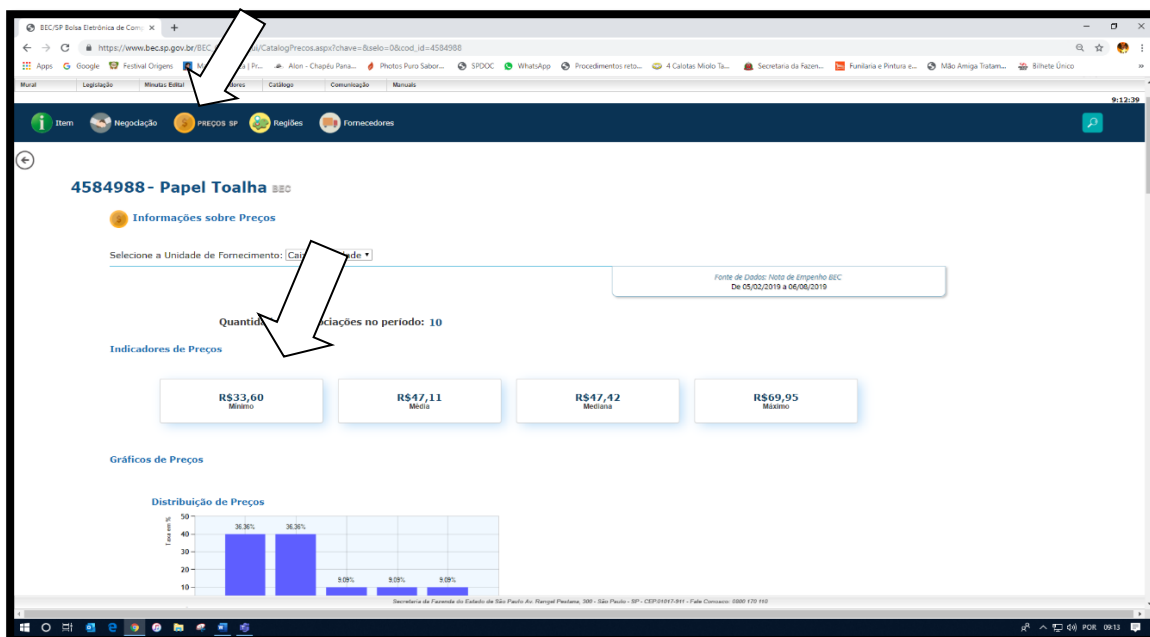 BEC/SP Bolsa Eletrônica de Com
https://www.bec.sp.gov.br/BEC_ ui/CatalogPrecos.aspx?chave=&selo=0&cod_id=4584988
Apps Google Festival Origens | Pr... Alon - Chapéu Pana... Photos Puro Sabor... SPDOC WhatsApp Procedimentos reto... 4 Calotas Miolo Ta... Secretaria da Fazen... Funilaria e Pintura e... Mão Amiga Tratam... Bilhete Único
Mural Legislação Minutas Edital Catálogo Comunicação Manuais
9:12:39
Item Negociação PREÇOS SP Regiões Fornecedores
4584988 - Papel Toalha BEC
Informações sobre Preços
Selecione a Unidade de Fornecimento:
Fonte de Dados: Nota de Empenho BEC
De 05/02/2019 a 06/08/2019
no período: 10
Indicadores de Preços
R$33,60 R$47,11 R$47,42 R$69,95
Mínimo Média Mediana Máximo
Gráficos de Preços
Distribuição de Preços
Taxa em %
50
40
30
20
10
36.36% 36.36% 9.09% 9.09% 9.09%
Secretaria da Fazenda do Estado de São Paulo Av. Rangel Pestana, 300 - São Paulo - SP - CEP:01017-911 - Fale Conosco: 0800 170 110
POR 09:13